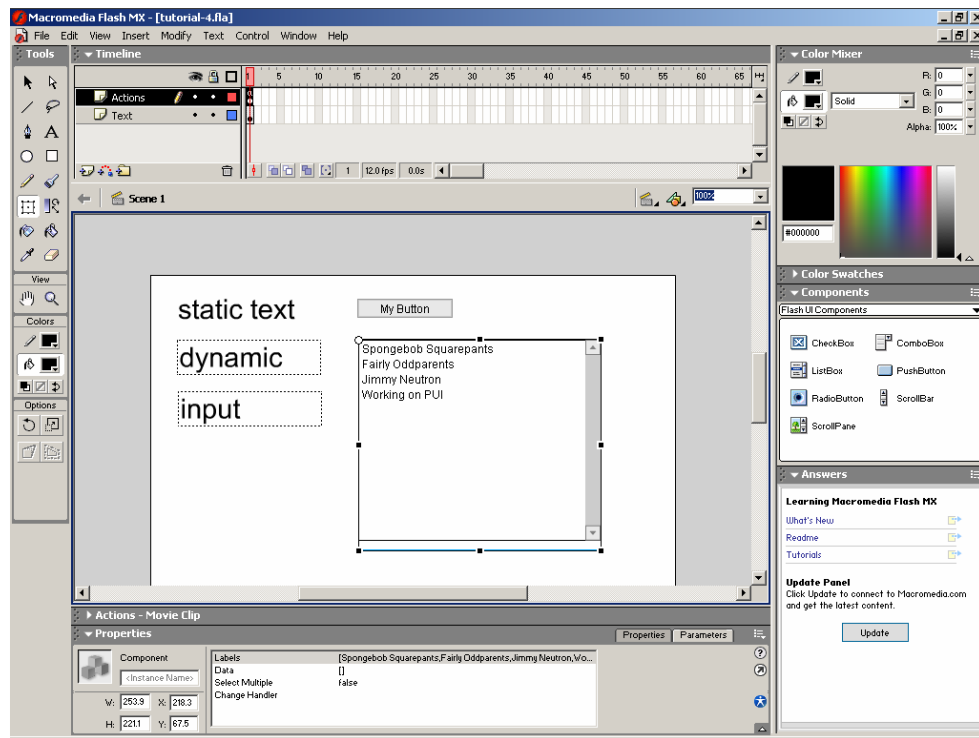 Macromedia Flash MX - [tutorial-4.fla]
File Edit View Insert Modify Text Control Window Help
Tools
View
Colors
Options
Timeline
1 5 10 15 20 25 30 35 40 45 50 55 60 65
Actions
Text
1 12.0 fps 0.0s
Scene 1
100%
static text
dynamic
input
My Button
Spongebob Squarepants
Fairly Oddparents
Jimmy Neutron
Working on PUI
Actions - Movie Clip
Properties
Properties Parameters
Component
<Instance Name>
W: 253.9 X: 218.3
H: 221.1 Y: 67.5
Labels [Spongebob Squarepants,Fairly Oddparents,Jimmy Neutron,Wo...
Data []
Select Multiple false
Change Handler
Color Mixer
R: 0
Solid G: 0
B: 0
Alpha: 100%
#000000
Color Swatches
Components
Flash UI Components
CheckBox ComboBox
ListBox PushButton
RadioButton ScrollBar
ScrollPane
Answers
Learning Macromedia Flash MX
What's New
Readme
Tutorials
Update Panel
Click Update to connect to Macromedia.com
and get the latest content.
Update